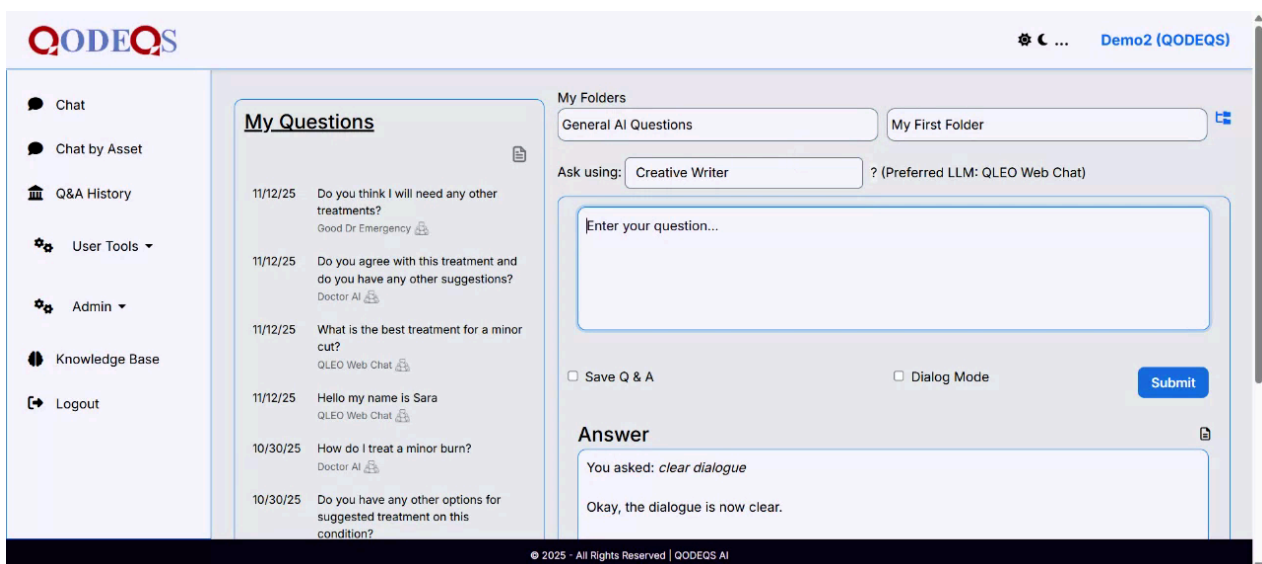 QODEQS
... Demo2 (QODEQS)
Chat
Chat by Asset
Q&A History
User Tools
Admin
Knowledge Base
Logout
My Questions
11/12/25 Do you think I will need any other
treatments?
Good Dr Emergency
11/12/25 Do you agree with this treatment and
do you have any other suggestions?
Doctor AI
11/12/25 What is the best treatment for a minor
cut?
QLEO Web Chat
11/12/25 Hello my name is Sara
QLEO Web Chat
10/30/25 How do I treat a minor burn?
Doctor AI
10/30/25 Do you have any other options for
suggested treatment on this
condition?
My Folders
General AI Questions My First Folder
Ask using: Creative Writer ? (Preferred LLM: QLEO Web Chat)
Enter your question...
Save Q & A Dialog Mode Submit
Answer
You asked: clear dialogue
Okay, the dialogue is now clear.
© 2025 - All Rights Reserved | QODEQS AI